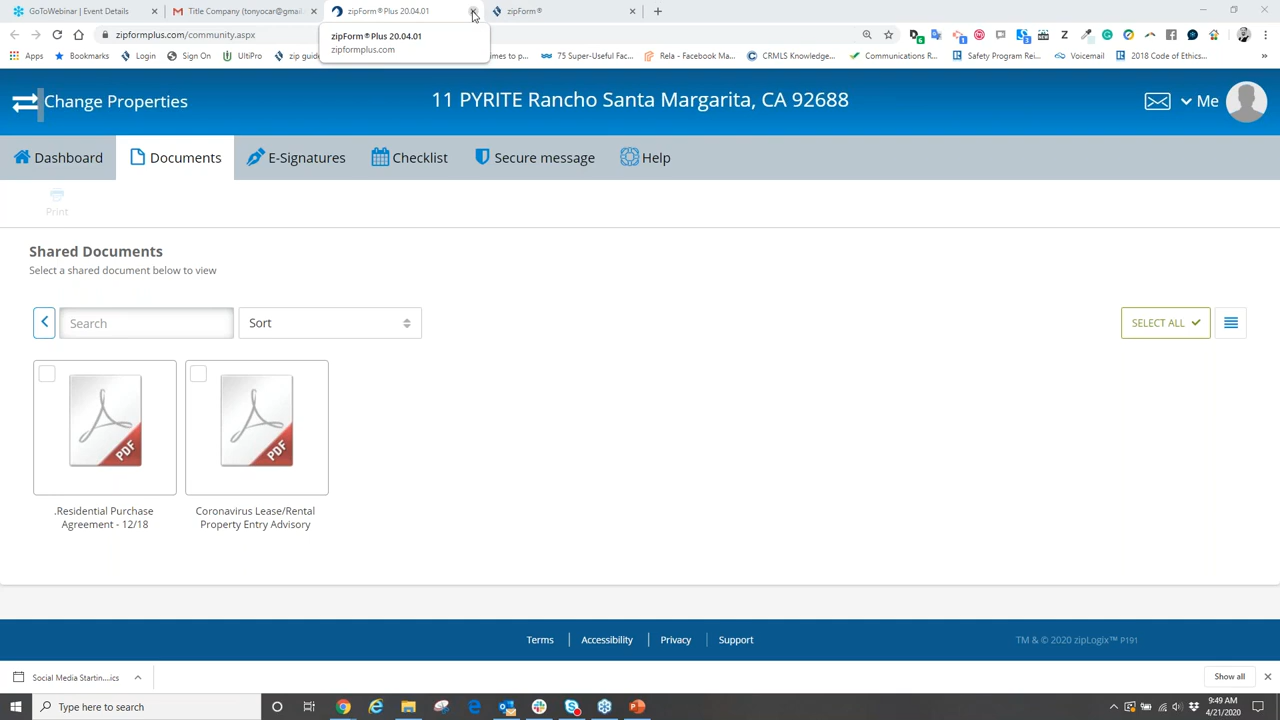 GoToWebinar | Event Details
Title Company (tonyocar@gmai
zipForm®Plus 20.04.01
zipForm®
zipformplus.com/community.aspx
zipForm®Plus 20.04.01
zipformplus.com
Apps
Bookmarks
Login
Sign On
UltiPro
zip guid
mes to p...
75 Super-Useful Fac...
Rela - Facebook Ma...
CRMLS Knowledge...
Communications R...
Safety Program Rei...
Voicemail
2018 Code of Ethics...
Change Properties
11 PYRITE Rancho Santa Margarita, CA 92688
Me
Dashboard
Documents
E-Signatures
Checklist
Secure message
Help
Print
Shared Documents
Select a shared document below to view
Search
Sort
SELECT ALL
PDF
PDF
.Residential Purchase
Agreement - 12/18
Coronavirus Lease/Rental
Property Entry Advisory
Terms
Accessibility
Privacy
Support
TM & © 2020 zipLogix™ P191
Social Media Startin....ics
Show all
Type here to search
9:49 AM
4/21/2020